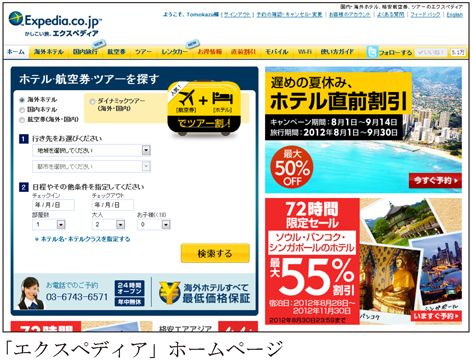 国内・海外ホテル、格安航空券、ツアーのエクスペディア
Expedia.co.jp
かしこい旅。エクスペディア
ようこそ、Tomokazu様 | サインアウト | 予約の確認・キャンセル・変更 | お客様のアカウント | よくある質問 | フィードバック | English
ホーム 海外ホテル 国内旅行 航空券 ツアー レンタカー お得情報 直前割引 モバイル Wi-Fi 使い方ガイド フォローする いいね! 5.1万
ホテル・航空券・ツアーを探す
海外ホテル
国内ホテル
航空券(海外・国内)
ダイナミックツアー
(海外・国内)
人気!
【航空券】 + 【ホテル】
でツアー割!
1 行き先をお選びください
地域を選択してください
都市を選択してください
2 日程やその他条件を指定してください
チェックイン チェックアウト
年/月/日 年/月/日
部屋数 大人 お子様(<18)
1 2 0
ホテル名・ホテルクラスを指定する
検索する
お電話でのご予約
03-6743-6571
24時間
オープン
年中無休
海外ホテルすべて
最低価格保証
遅めの夏休み、
ホテル直前割引
キャンペーン期間:8月1日〜9月14日
旅行期間:2012年8月1日〜9月30日
最大
50%
OFF
今すぐ予約
72時間
限定セール
ソウル・バンコク・
シンガポールのホテル
最大55%割引
宿泊日:2012年8月28日〜
2012年11月30日
2012年8月30日23:59まで
バンコク
シンガポール
いますぐ予約
格安エアアジア
「エクスペディア」ホームページ